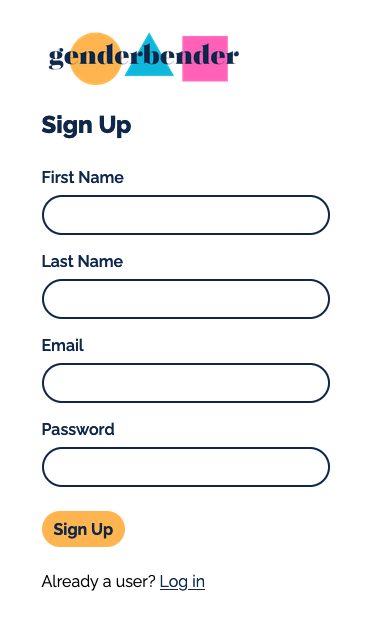 genderbender
Sign Up
First Name
Last Name
Email
Password
Sign Up
Already a user? Log in